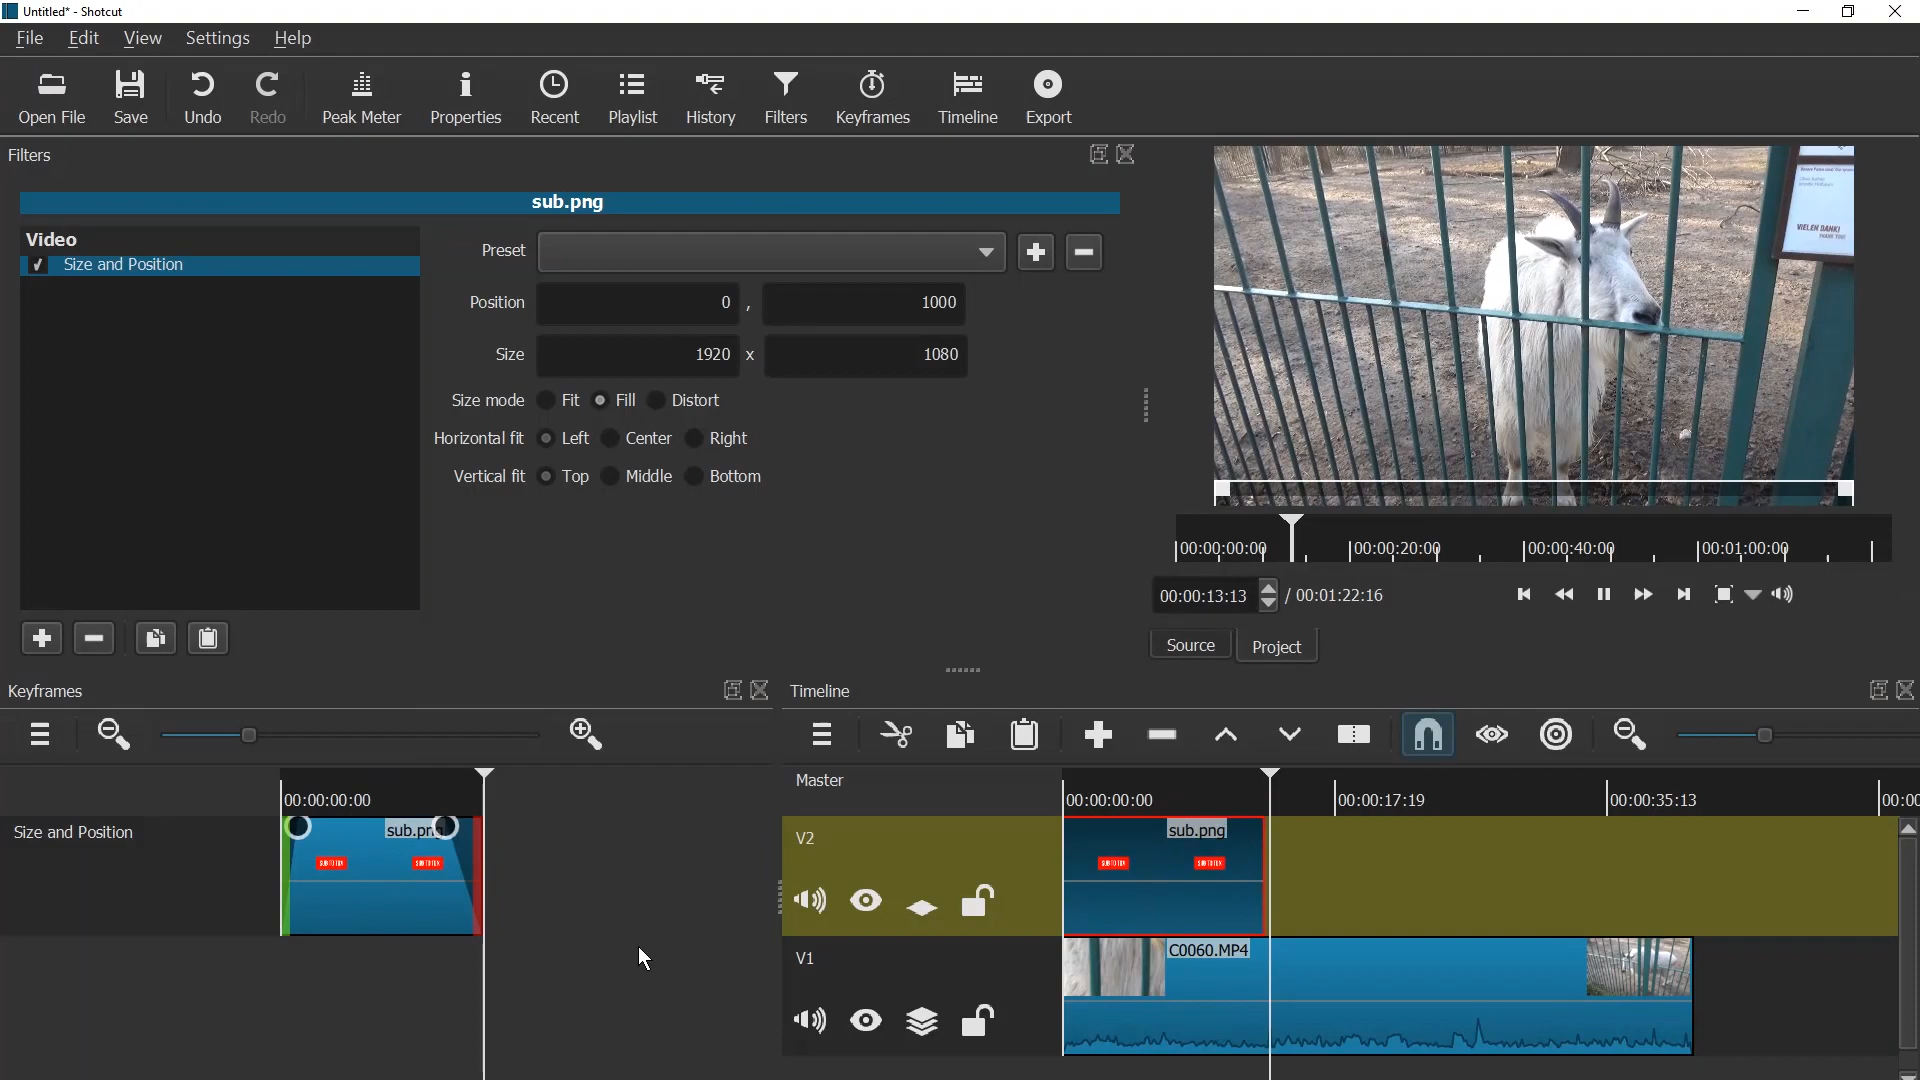 Untitled* - Shotcut
File Edit View Settings Help
Open File Save Undo Redo Peak Meter Properties Recent Playlist History Filters Keyframes Timeline Export
Filters
sub.png
Video
Size and Position
Preset
Position 0 , 1000
Size 1920 x 1080
Size mode Fit Fill Distort
Horizontal fit Left Center Right
Vertical fit Top Middle Bottom
VIELEN DANK!
THANK YOU!
00:00:00:00 00:00:20:00 00:00:40:00 00:01:00:00
00:00:13:13 / 00:01:22:16
Source Project
Keyframes
00:00:00:00
Size and Position
sub.png
Timeline
Master
00:00:00:00 00:00:17:19 00:00:35:13
V2
sub.png
V1
C0060.MP4